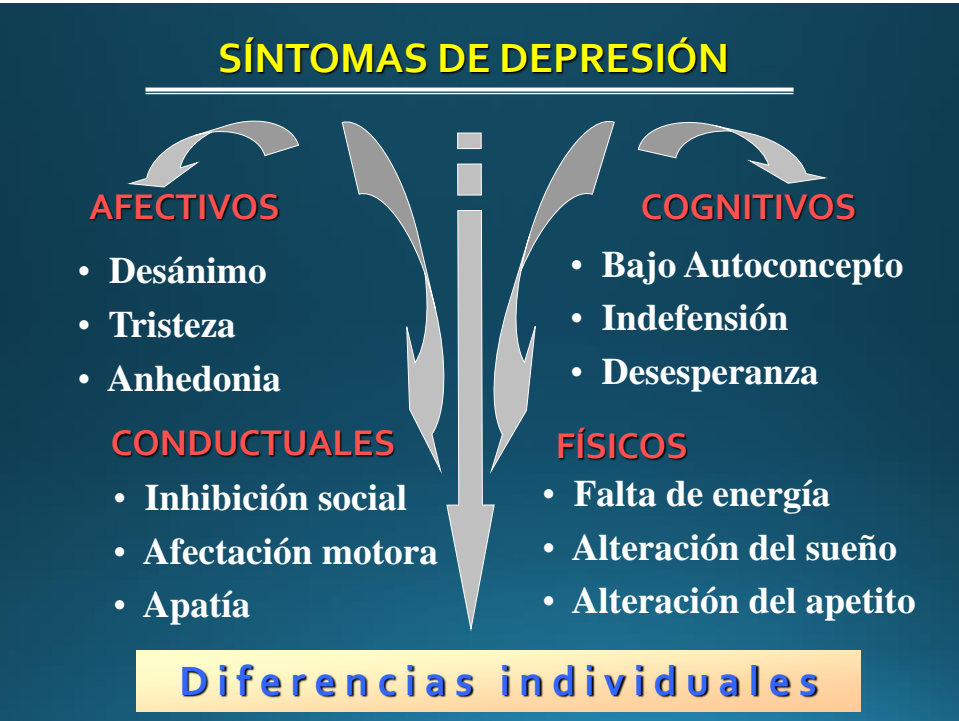 SÍNTOMAS DE DEPRESIÓN
AFECTIVOS
• Desánimo
• Tristeza
• Anhedonia
COGNITIVOS
• Bajo Autoconcepto
• Indefensión
• Desesperanza
CONDUCTUALES
• Inhibición social
• Afectación motora
• Apatía
FÍSICOS
• Falta de energía
• Alteración del sueño
• Alteración del apetito
Diferencias individuales